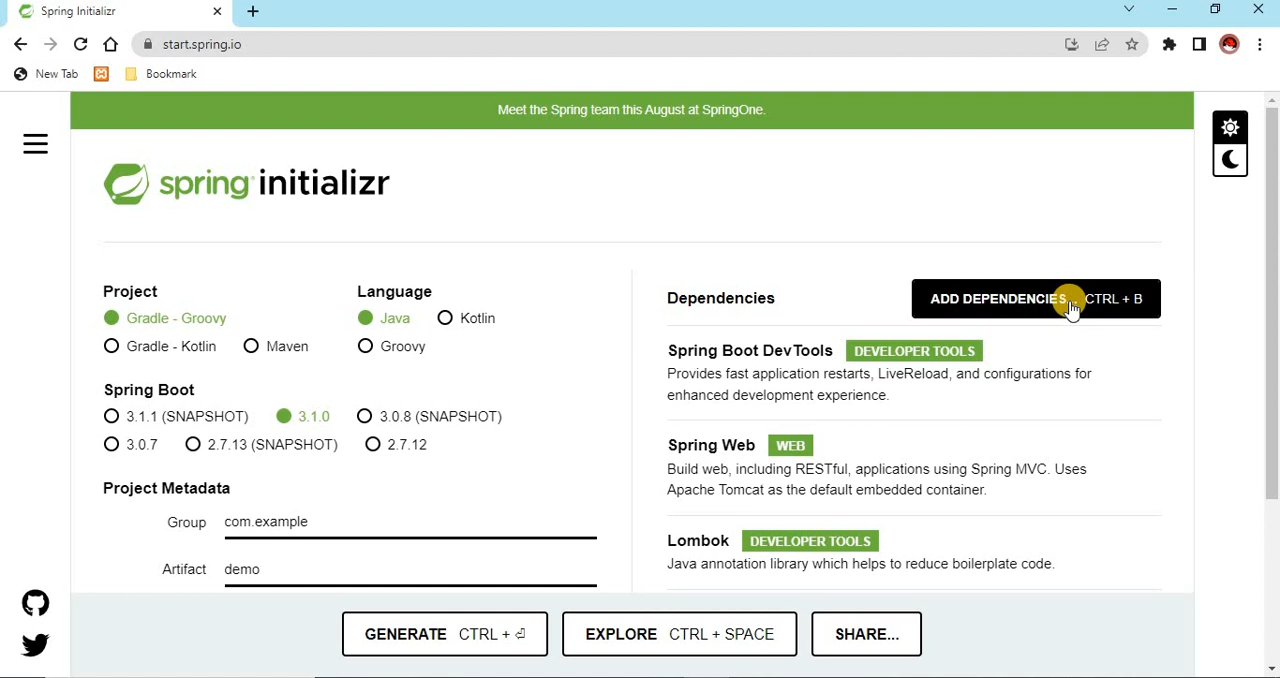 Spring Initializr
start.spring.io
New Tab
Bookmark
Meet the Spring team this August at SpringOne.
spring initializr
Project
Gradle - Groovy
Gradle - Kotlin Maven
Language
Java Kotlin
Groovy
Spring Boot
3.1.1 (SNAPSHOT) 3.1.0 3.0.8 (SNAPSHOT)
3.0.7 2.7.13 (SNAPSHOT) 2.7.12
Project Metadata
Group com.example
Artifact demo
Dependencies ADD DEPENDENCIES... CTRL + B
Spring Boot DevTools DEVELOPER TOOLS
Provides fast application restarts, LiveReload, and configurations for
enhanced development experience.
Spring Web WEB
Build web, including RESTful, applications using Spring MVC. Uses
Apache Tomcat as the default embedded container.
Lombok DEVELOPER TOOLS
Java annotation library which helps to reduce boilerplate code.
GENERATE CTRL + ⏎ EXPLORE CTRL + SPACE SHARE...